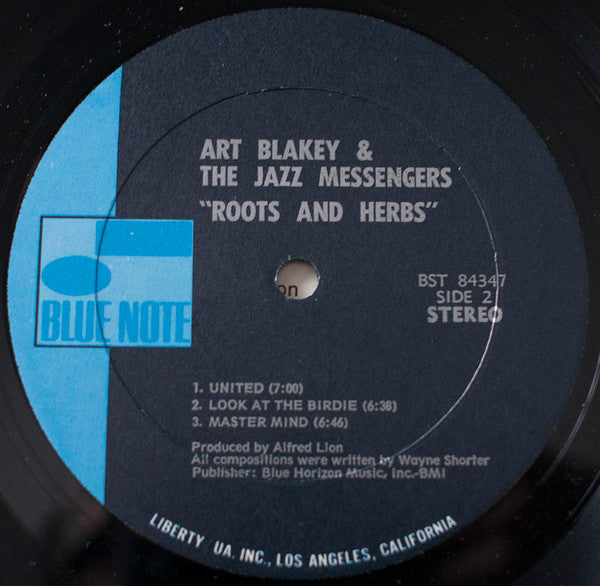 ART BLAKEY &
THE JAZZ MESSENGERS
"ROOTS AND HERBS"
on
BST 84347
SIDE 2
STEREO
BLUE NOTE
1. UNITED (7:00)
2. LOOK AT THE BIRDIE (6:38)
3. MASTER MIND (6:46)
Produced by Alfred Lion
All compositions were written by Wayne Shorter
Publisher: Blue Horizon Music, Inc.-BMI
LIBERTY UA, INC., LOS ANGELES, CALIFORNIA